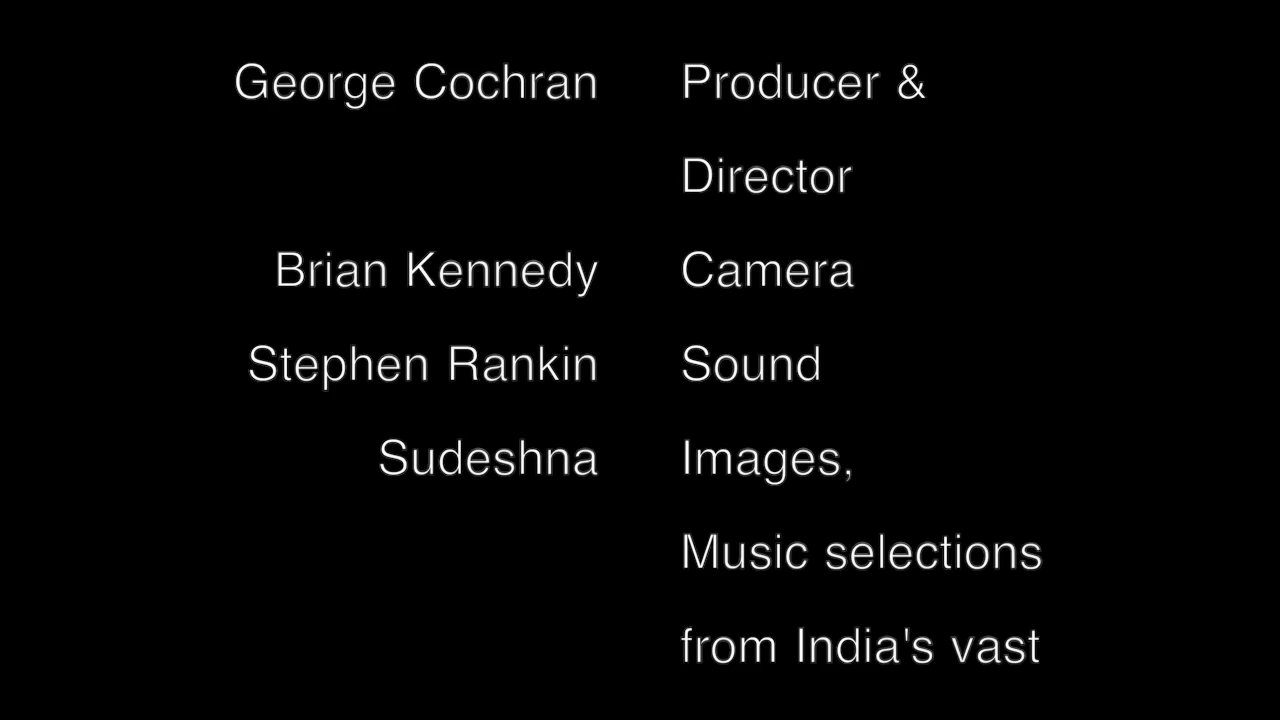 George Cochran Producer &
Director
Brian Kennedy Camera
Stephen Rankin Sound
Sudeshna Images,
Music selections
from India's vast